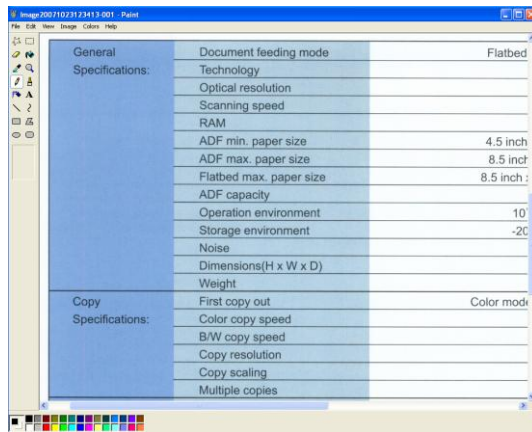 Image20071023123413-001 - Paint
File Edit View Image Colors Help
General Document feeding mode Flatbed
Specifications: Technology
Optical resolution
Scanning speed
RAM
ADF min. paper size 4.5 inch
ADF max. paper size 8.5 inch
Flatbed max. paper size 8.5 inch
ADF capacity
Operation environment 10
Storage environment -20
Noise
Dimensions(H x W x D)
Weight
Copy First copy out Color mode
Specifications: Color copy speed
B/W copy speed
Copy resolution
Copy scaling
Multiple copies